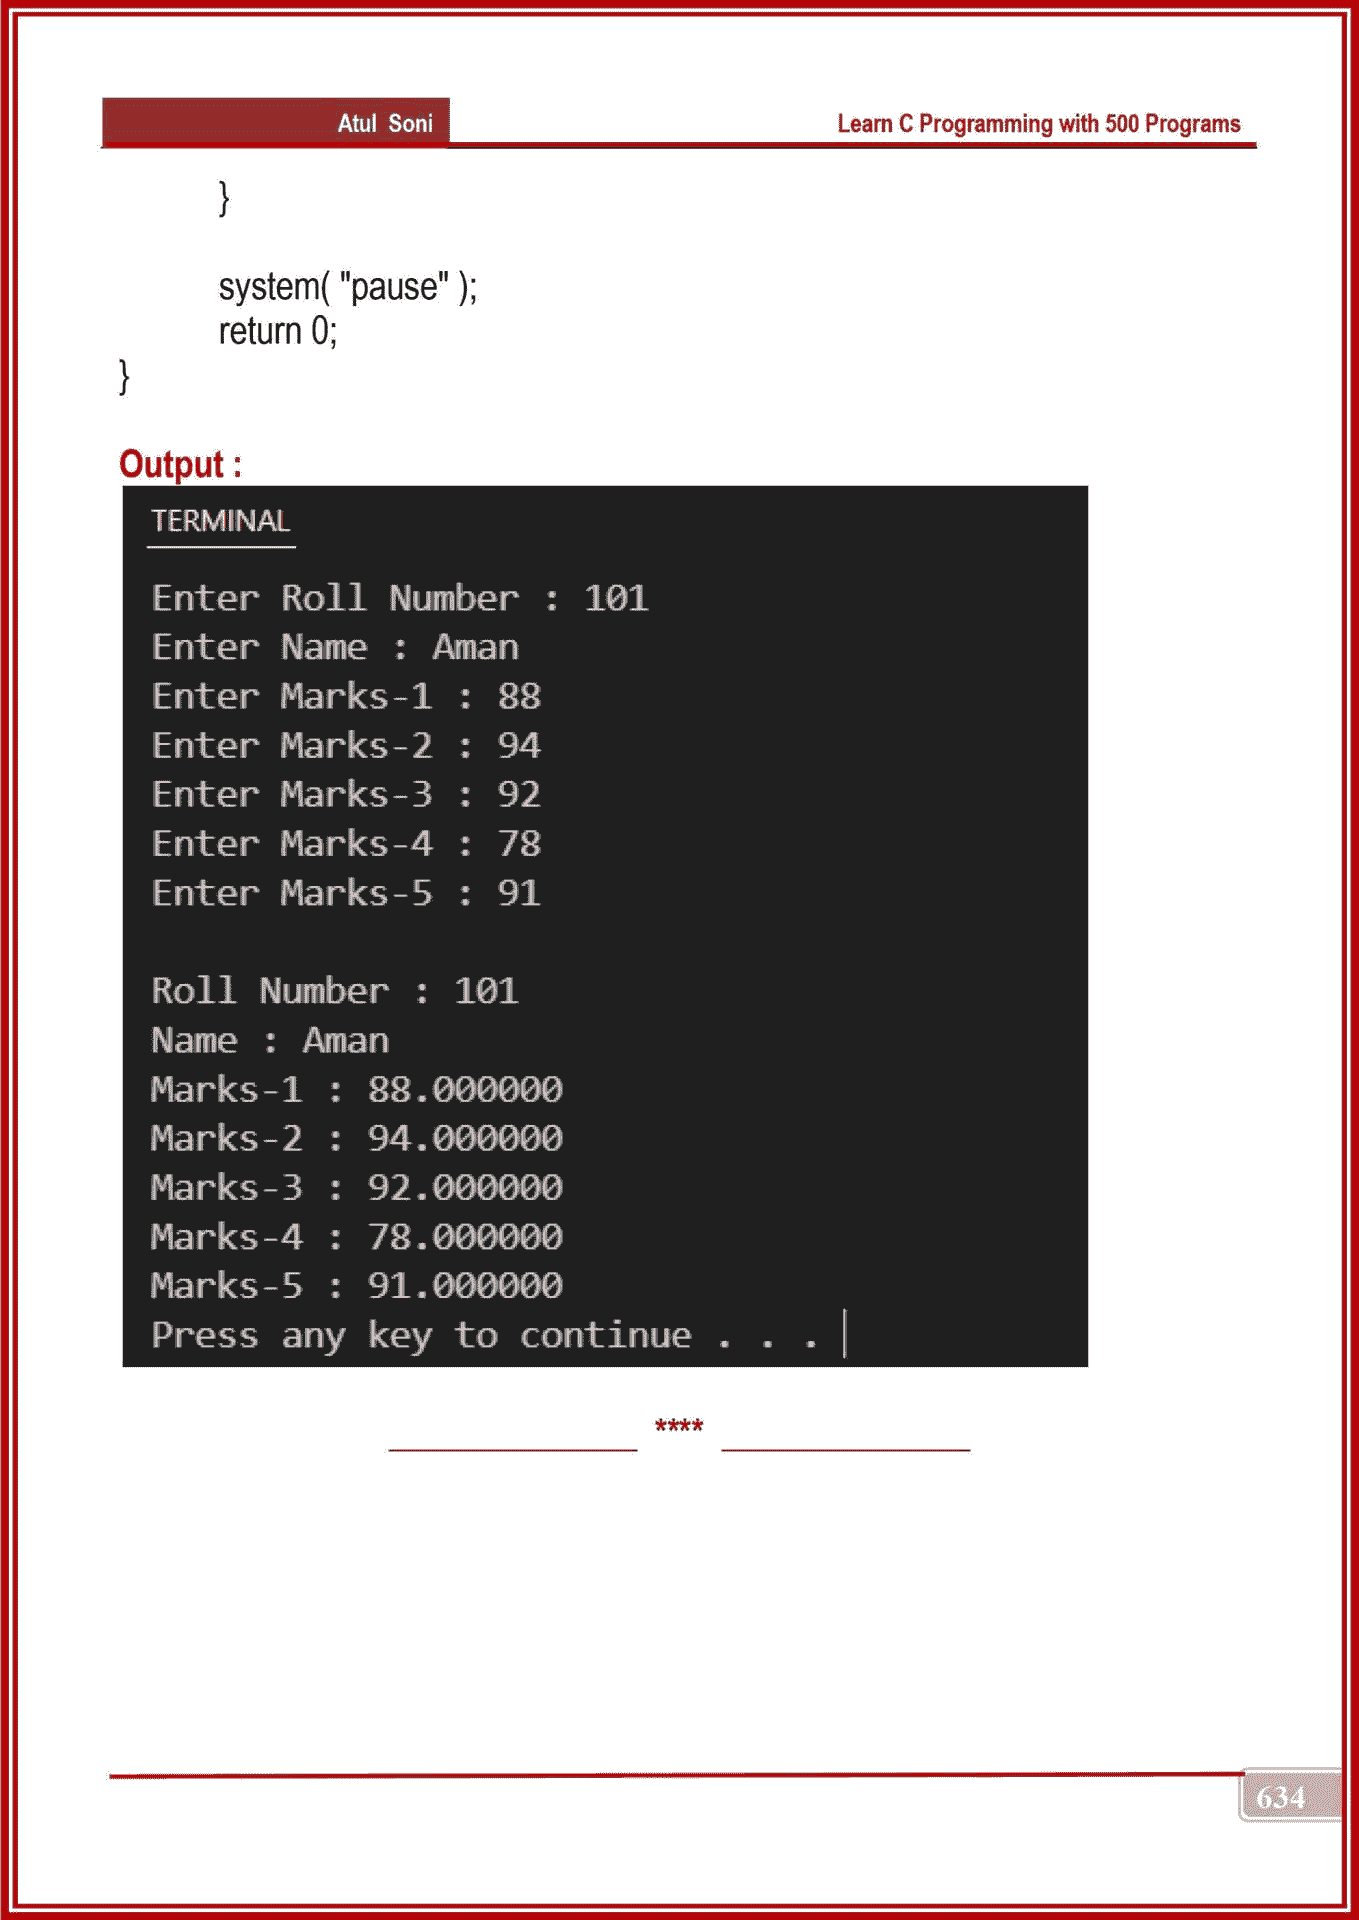 Atul Soni
Learn C Programming with 500 Programs
}
system( "pause" );
return 0;
}
Output :
TERMINAL
Enter Roll Number : 101
Enter Name : Aman
Enter Marks-1 : 88
Enter Marks-2 : 94
Enter Marks-3 : 92
Enter Marks-4 : 78
Enter Marks-5 : 91
Roll Number : 101
Name : Aman
Marks-1 : 88.000000
Marks-2 : 94.000000
Marks-3 : 92.000000
Marks-4 : 78.000000
Marks-5 : 91.000000
Press any key to continue . . .
****
634